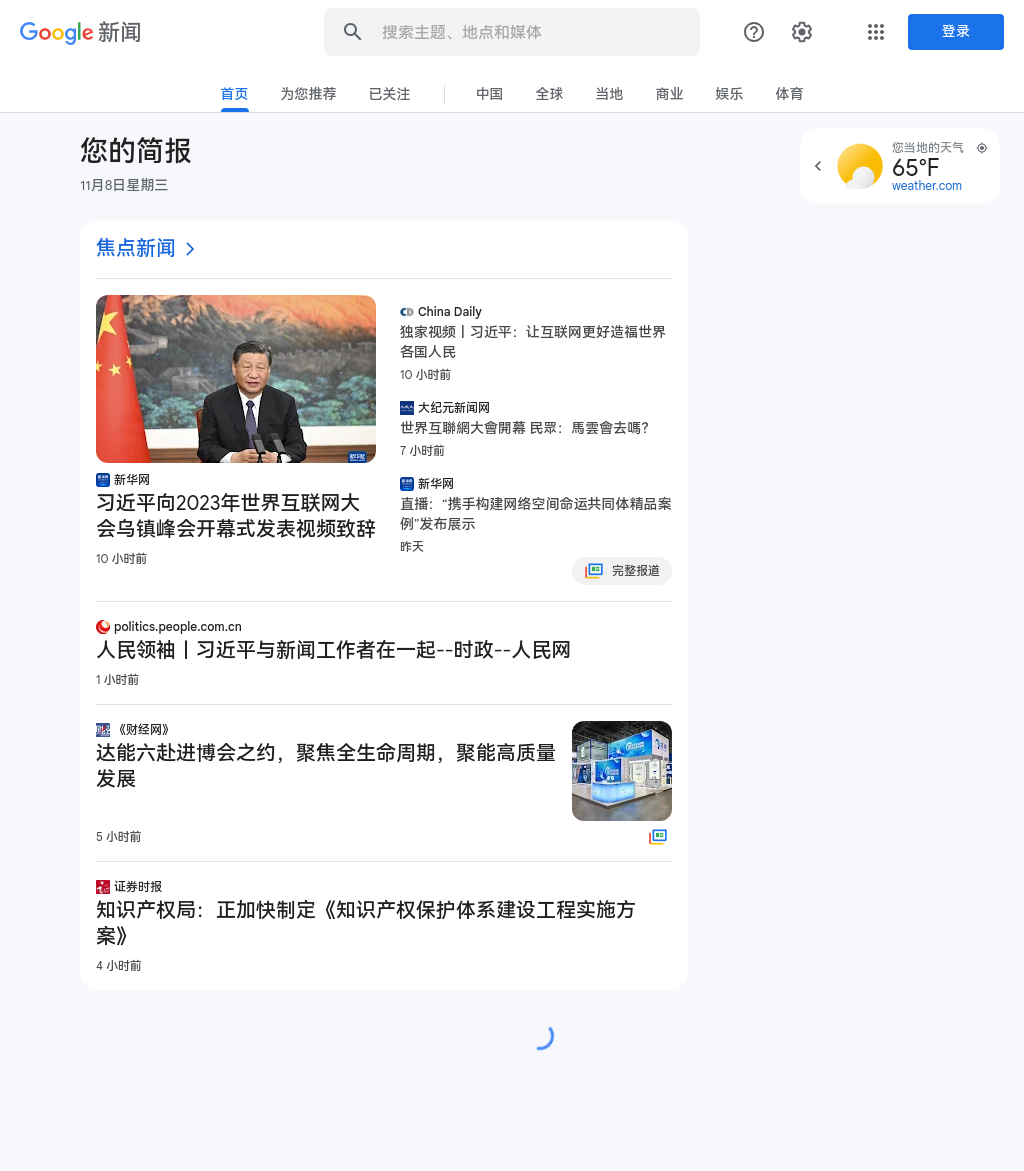 Google 新闻
搜索主题、地点和媒体
登录
首页
为您推荐
已关注
中国
全球
当地
商业
娱乐
体育
您的简报
11月8日星期三
您当地的天气
65°F
weather.com
焦点新闻
新华网
习近平向2023年世界互联网大
会乌镇峰会开幕式发表视频致辞
10 小时前
China Daily
独家视频丨习近平：让互联网更好造福世界
各国人民
10 小时前
大纪元新闻网
世界互聯網大會開幕 民眾：馬雲會去嗎？
7 小时前
新华网
直播：“携手构建网络空间命运共同体精品案
例”发布展示
昨天
完整报道
politics.people.com.cn
人民领袖丨习近平与新闻工作者在一起--时政--人民网
1 小时前
《财经网》
达能六赴进博会之约，聚焦全生命周期，聚能高质量
发展
5 小时前
证券时报
知识产权局：正加快制定《知识产权保护体系建设工程实施方
案》
4 小时前